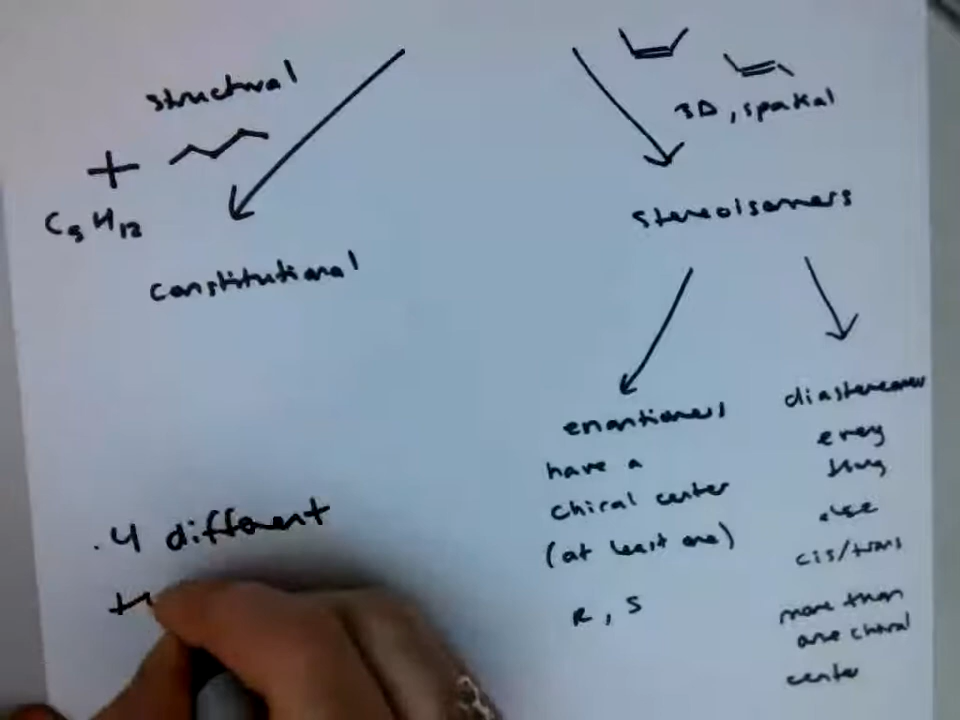 structural
C5H12
constitutional
3D, spatial
stereoisomers
enantiomers
have a
chiral center
(at least one)
R, S
diastereomers
every
thing
else
cis/trans
more than
one chiral
center
. 4 different